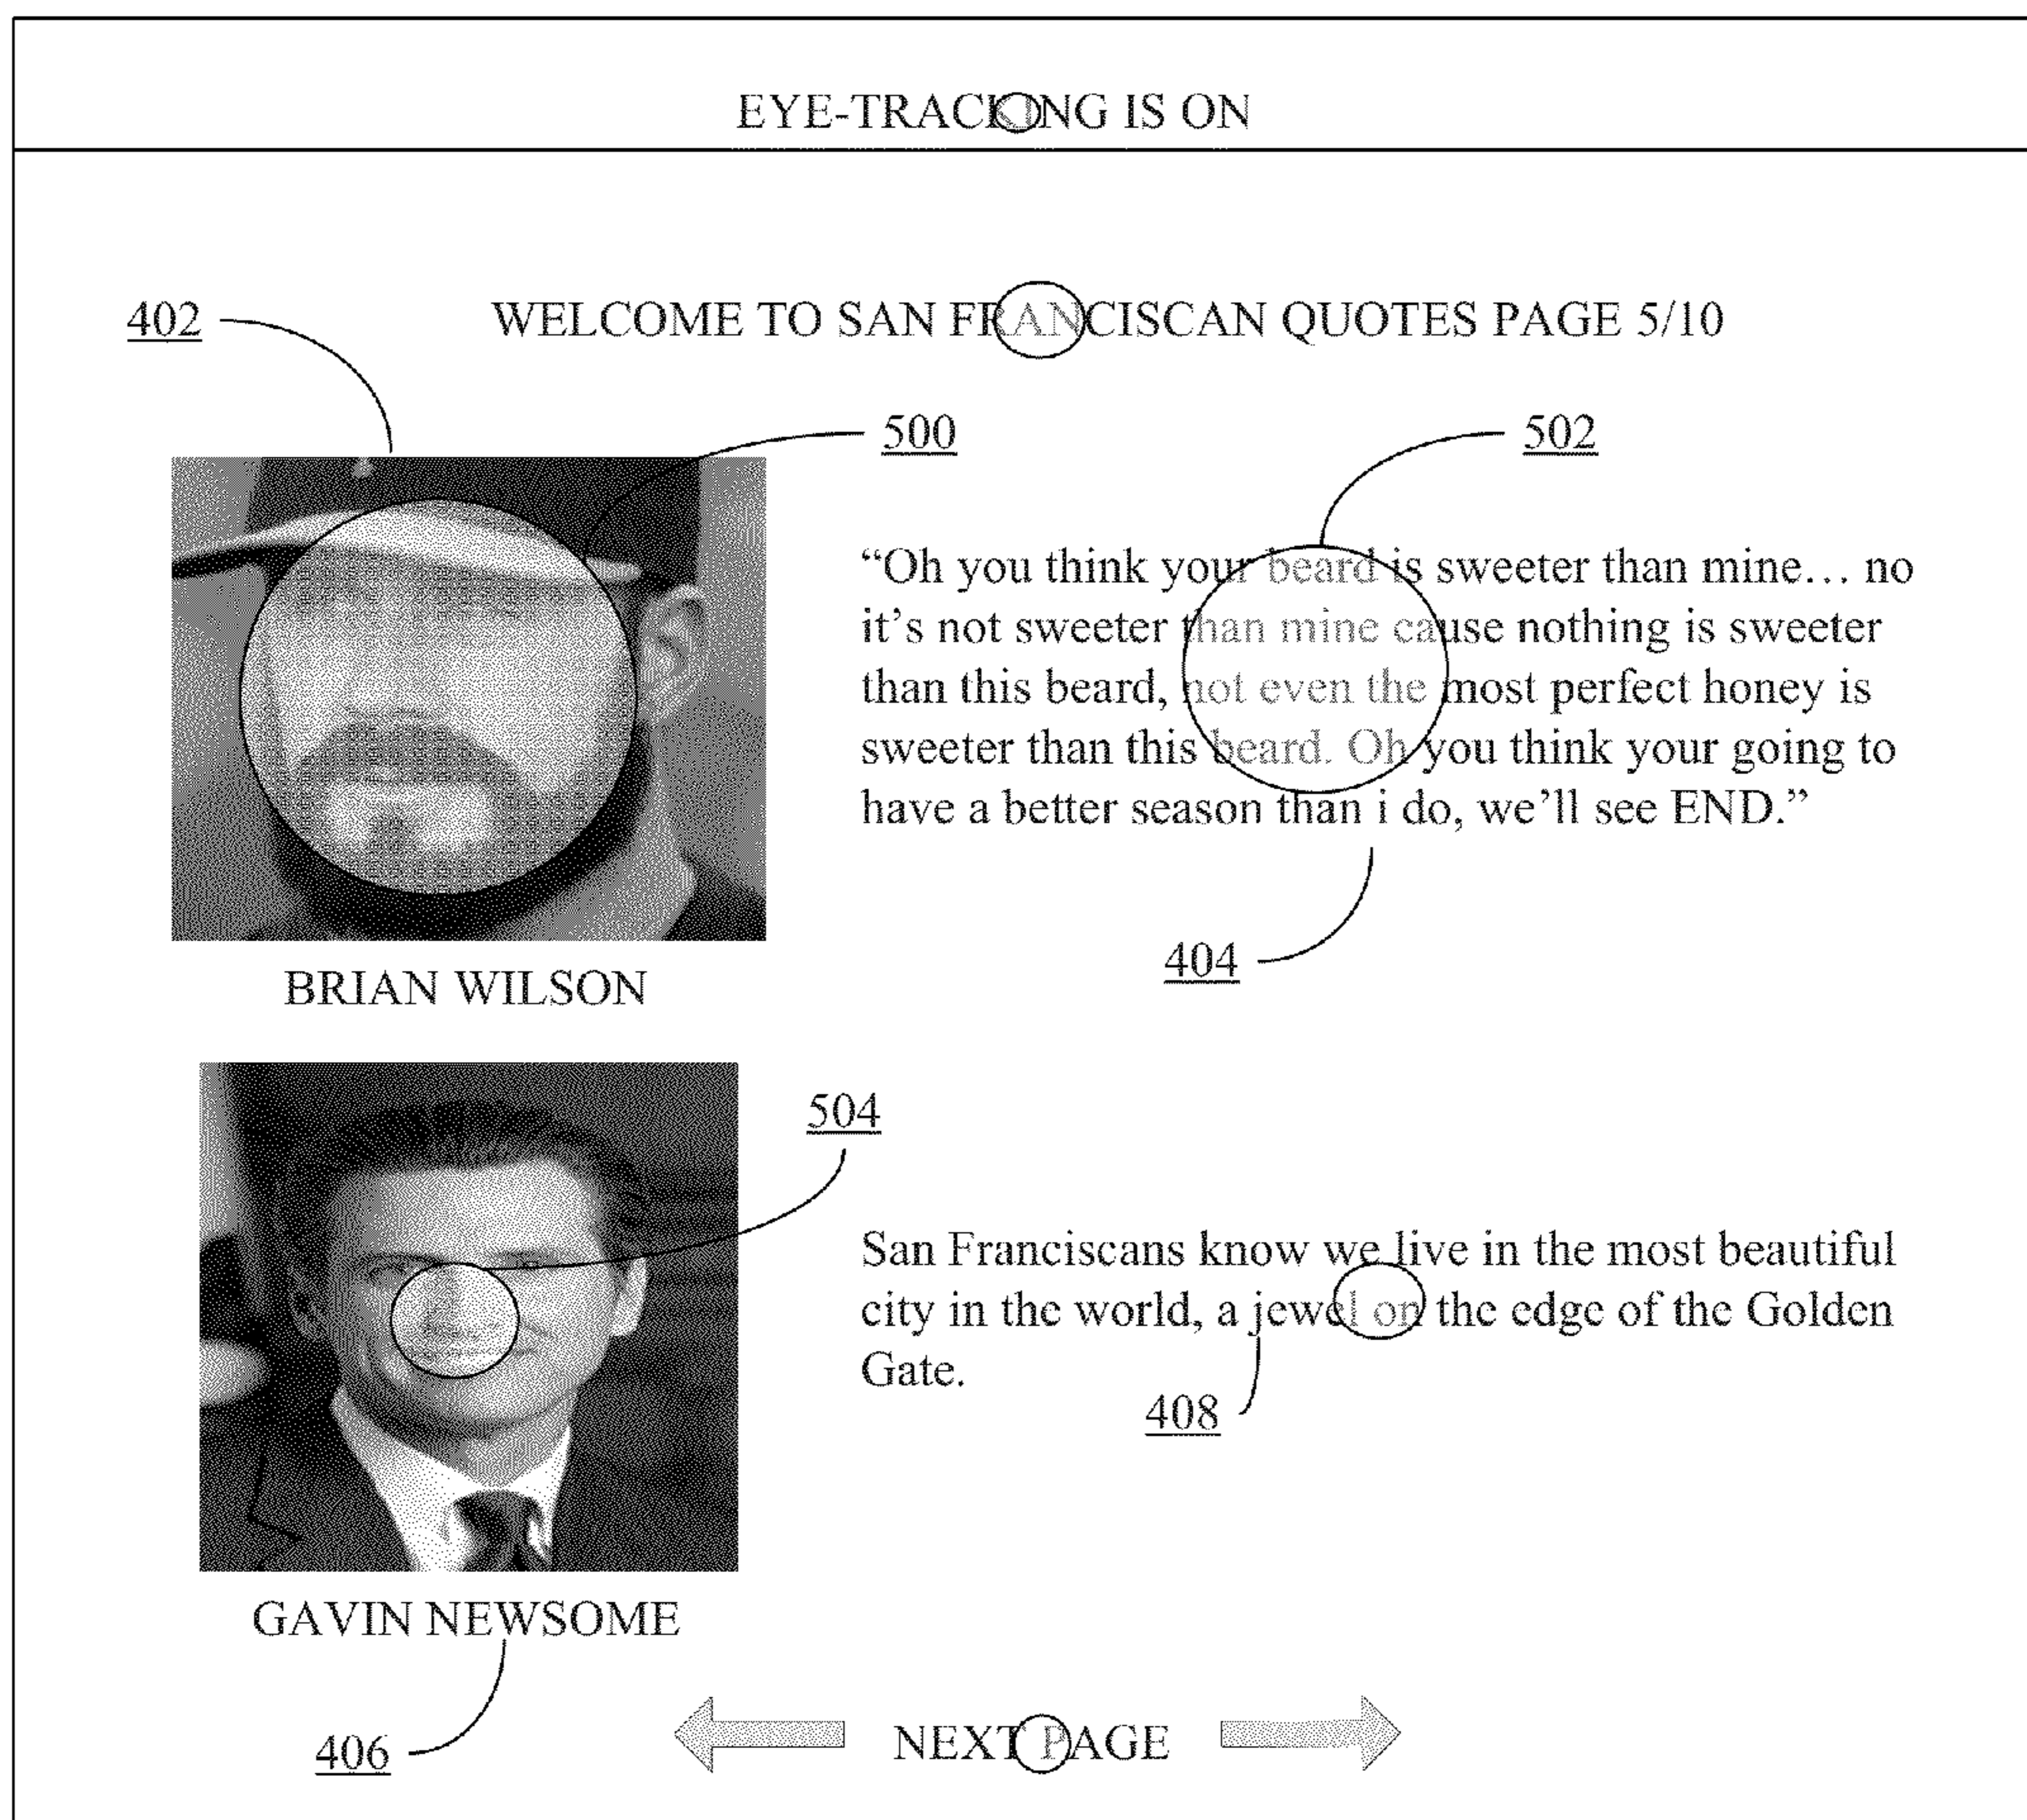 EYE-TRACKING IS ON
WELCOME TO SAN FRANCISCAN QUOTES PAGE 5/10
402
500
502
“Oh you think your beard is sweeter than mine… no
it’s not sweeter than mine cause nothing is sweeter
than this beard, not even the most perfect honey is
sweeter than this beard. Oh you think your going to
have a better season than i do, we’ll see END.”
404
BRIAN WILSON
504
San Franciscans know we live in the most beautiful
city in the world, a jewel on the edge of the Golden
Gate.
408
GAVIN NEWSOME
406
NEXT PAGE